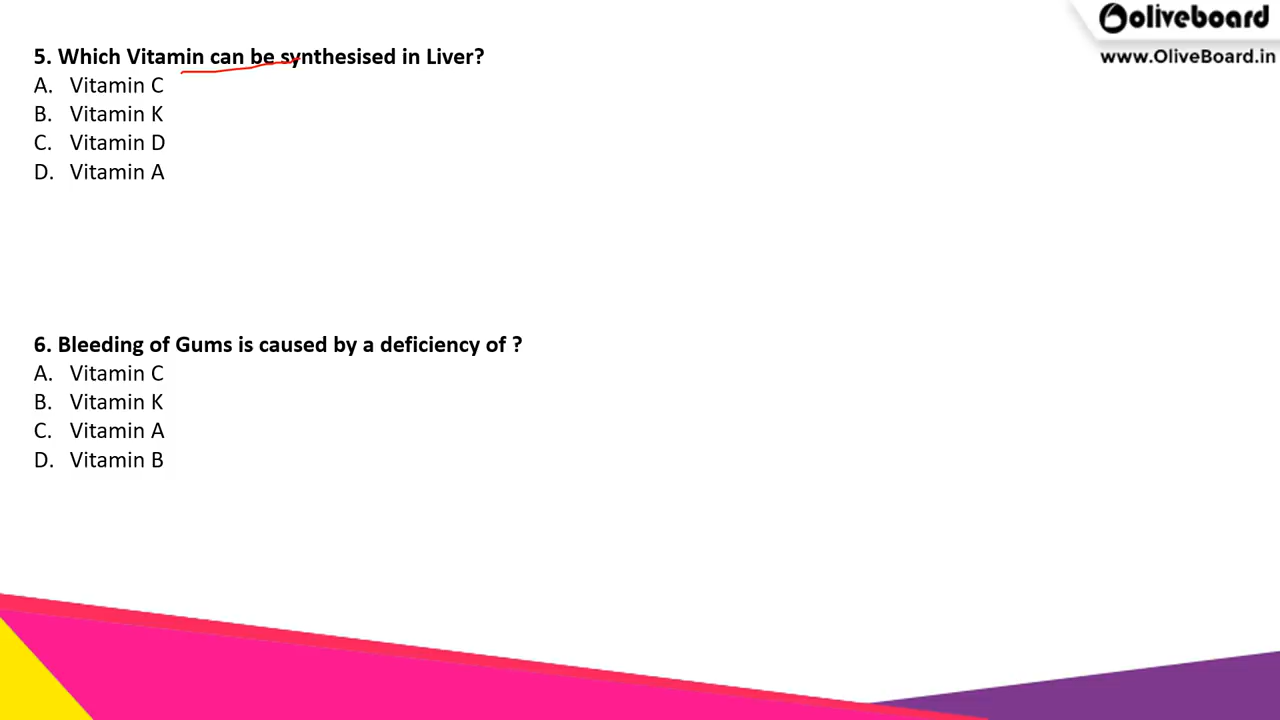 oliveboard
www.OliveBoard.in
5. Which Vitamin can be synthesised in Liver?
A. Vitamin C
B. Vitamin K
C. Vitamin D
D. Vitamin A
6. Bleeding of Gums is caused by a deficiency of ?
A. Vitamin C
B. Vitamin K
C. Vitamin A
D. Vitamin B